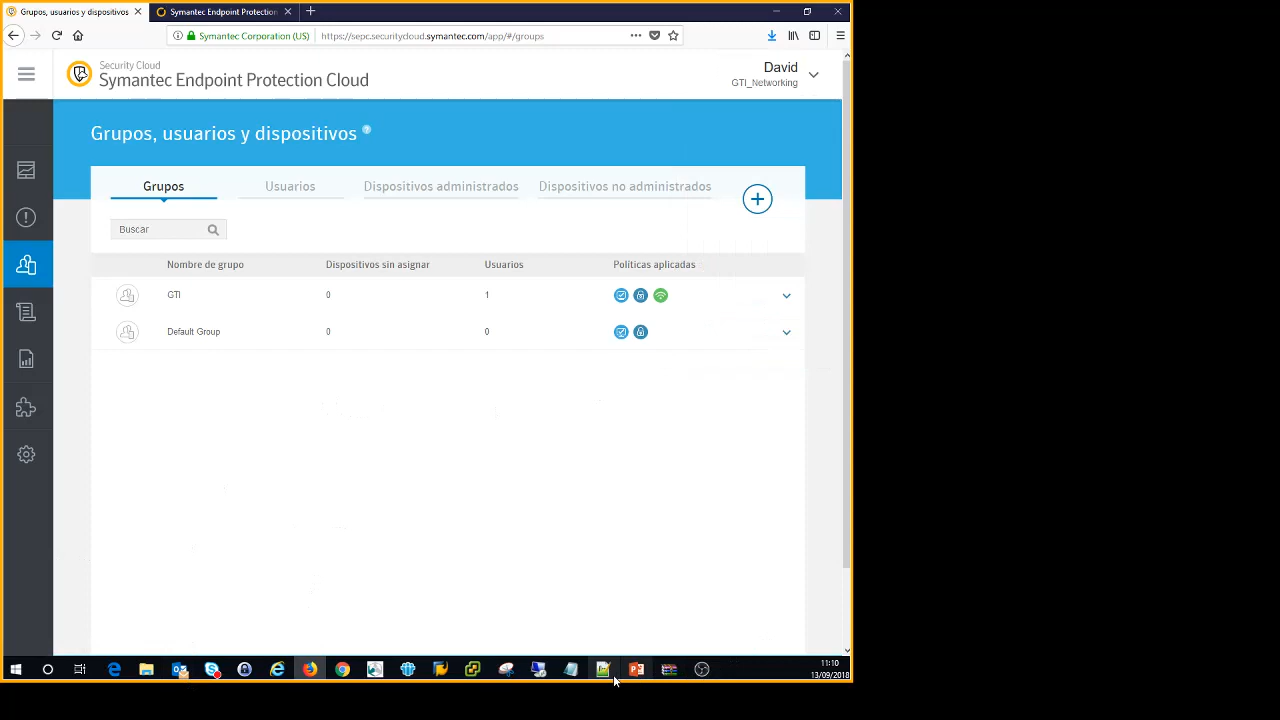 Grupos, usuarios y dispositivos
Symantec Endpoint Protection
Symantec Corporation (US)
https://sepc.securitycloud.symantec.com/app/#/groups
Security Cloud
Symantec Endpoint Protection Cloud
David
GTI_Networking
Grupos, usuarios y dispositivos
Grupos
Usuarios
Dispositivos administrados
Dispositivos no administrados
Buscar
Nombre de grupo Dispositivos sin asignar Usuarios Políticas aplicadas
GTI 0 1
Default Group 0 0
11:10
13/09/2018